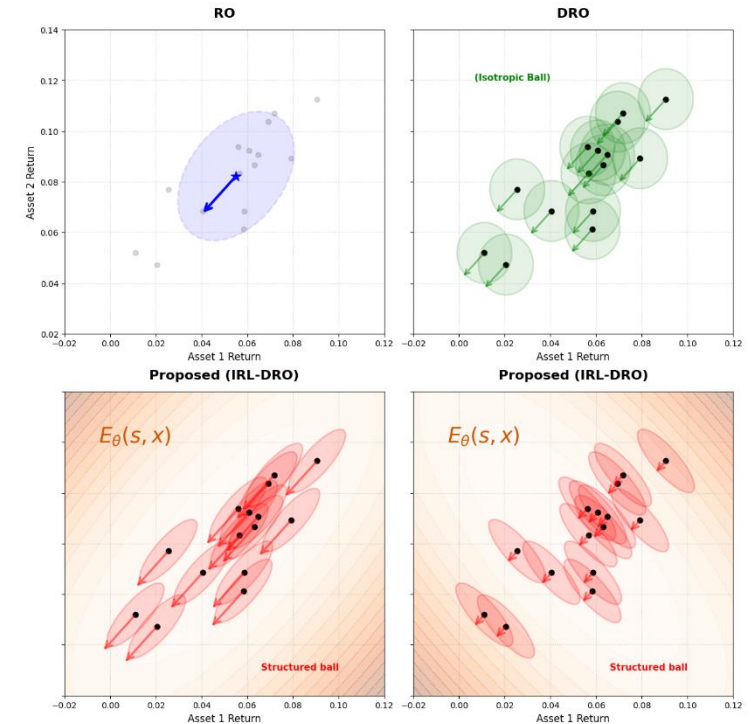 RO
DRO
0.14
0.12
0.10
0.08
0.06
0.04
0.02
Asset 2 Return
(Isotropic Ball)
−0.02 0.00 0.02 0.04 0.06 0.08 0.10 0.12
Asset 1 Return
−0.02 0.00 0.02 0.04 0.06 0.08 0.10 0.12
Asset 1 Return
Proposed (IRL-DRO)
Proposed (IRL-DRO)
E_θ(s, x)
E_θ(s, x)
Structured ball
Structured ball
−0.02 0.00 0.02 0.04 0.06 0.08 0.10 0.12
Asset 1 Return
−0.02 0.00 0.02 0.04 0.06 0.08 0.10 0.12
Asset 1 Return